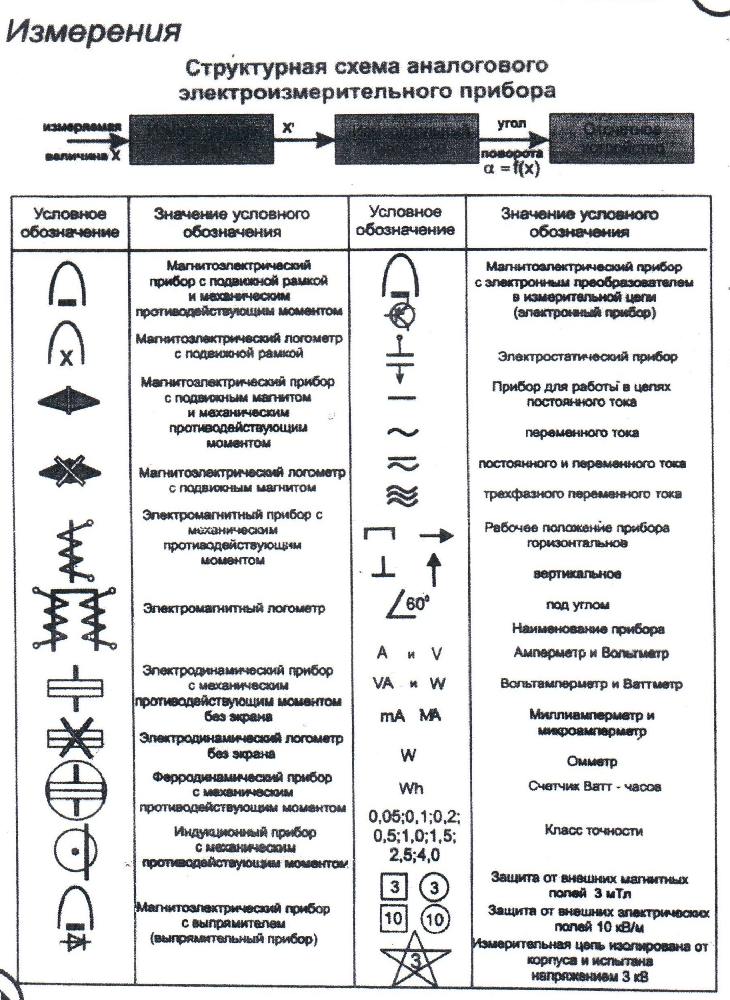 Измерения
Структурная схема аналогового
электроизмерительного прибора
измеряемая
величина X
X'
Измерительный
угол
поворота
α = f(x)
Отсчетное
устройство
Условное
обозначение
Значение условного
обозначения
Условное
обозначение
Значение условного
обозначения
Магнитоэлектрический
прибор с подвижной рамкой
и механическим
противодействующим моментом
X
Магнитоэлектрический логометр
с подвижной рамкой
Магнитоэлектрический прибор
с подвижным магнитом
и механическим
противодействующим
моментом
Магнитоэлектрический логометр
с подвижным магнитом
Электромагнитный прибор с
механическим
противодействующим
моментом
Электромагнитный логометр
Электродинамический прибор
с механическим
противодействующим моментом
без экрана
Электродинамический логометр
без экрана
Ферродинамический прибор
с механическим
противодействующим моментом
Индукционный прибор
с механическим
противодействующим моментом
Магнитоэлектрический прибор
с выпрямителем
(выпрямительный прибор)
Магнитоэлектрический прибор
с электронным преобразователем
в измерительной цепи
(электронный прибор)
Электростатический прибор
Прибор для работы в цепях
постоянного тока
переменного тока
постоянного и переменного тока
трехфазного переменного тока
Рабочее положение прибора
горизонтальное
вертикальное
60°
под углом
Наименование прибора
A и V
Амперметр и Вольтметр
VA и W
Вольтамперметр и Ваттметр
mA МА
Миллиамперметр и
микроамперметр
W
Омметр
Wh
Счетчик Ватт - часов
0,05;0,1;0,2;
0,5;1,0;1,5;
2,5;4,0
Класс точности
3 3
Защита от внешних магнитных
полей 3 мТл
10 10
Защита от внешних электрических
полей 10 кВ/м
3
Измерительная цепь изолирована от
корпуса и испытана
напряжением 3 кВ